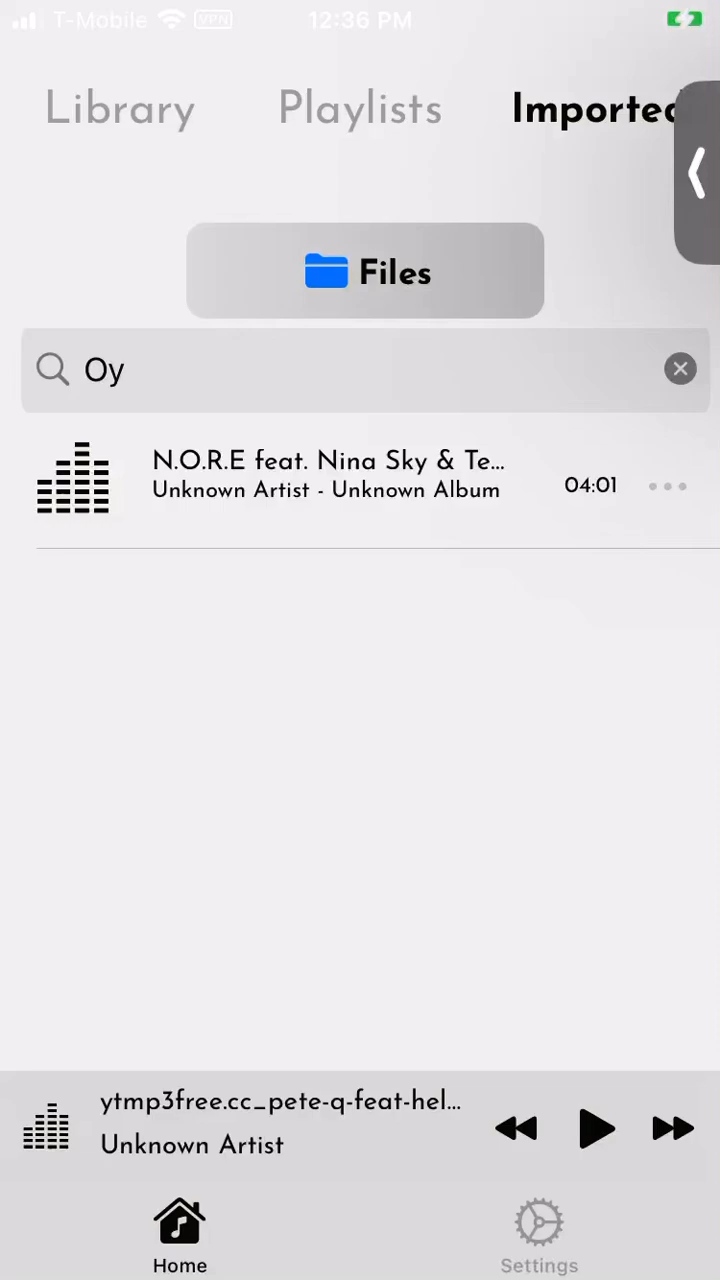 T-Mobile VPN 12:36 PM
Library Playlists Imported
Files
Oy
N.O.R.E feat. Nina Sky & Te...
Unknown Artist - Unknown Album
04:01
ytmp3free.cc_pete-q-feat-hel...
Unknown Artist
Home Settings